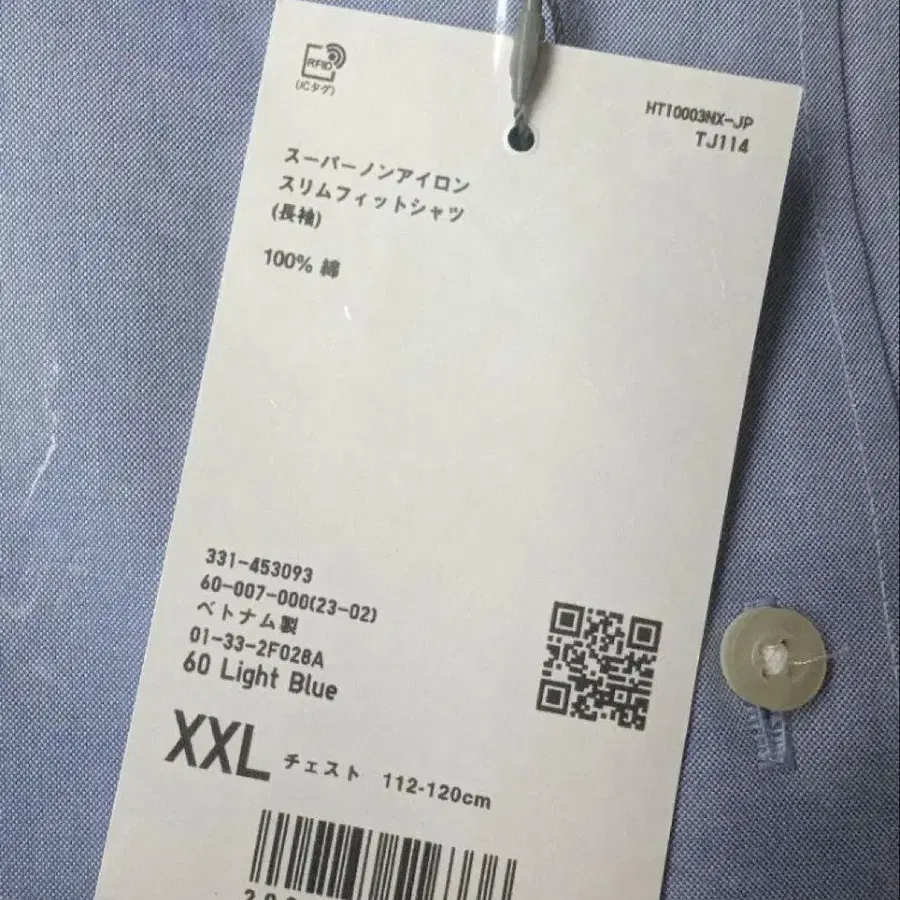 RFID
(ICタグ)
HT10003NX-JP
TJ114
スーパーノンアイロン
スリムフィットシャツ
(長袖)
100% 綿
331-453093
60-007-000(23-02)
ベトナム製
01-33-2F028A
60 Light Blue
XXL チェスト 112-120cm